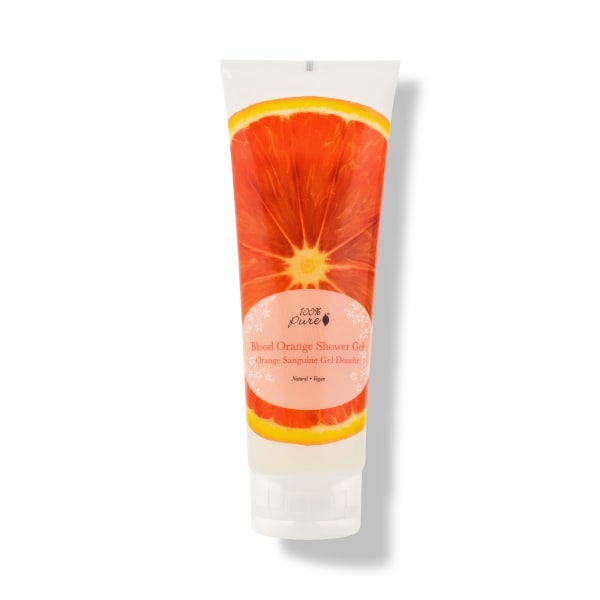 100%
Pure
Blood Orange Shower Gel
Orange Sanguine Gel Douche
Natural • Vegan